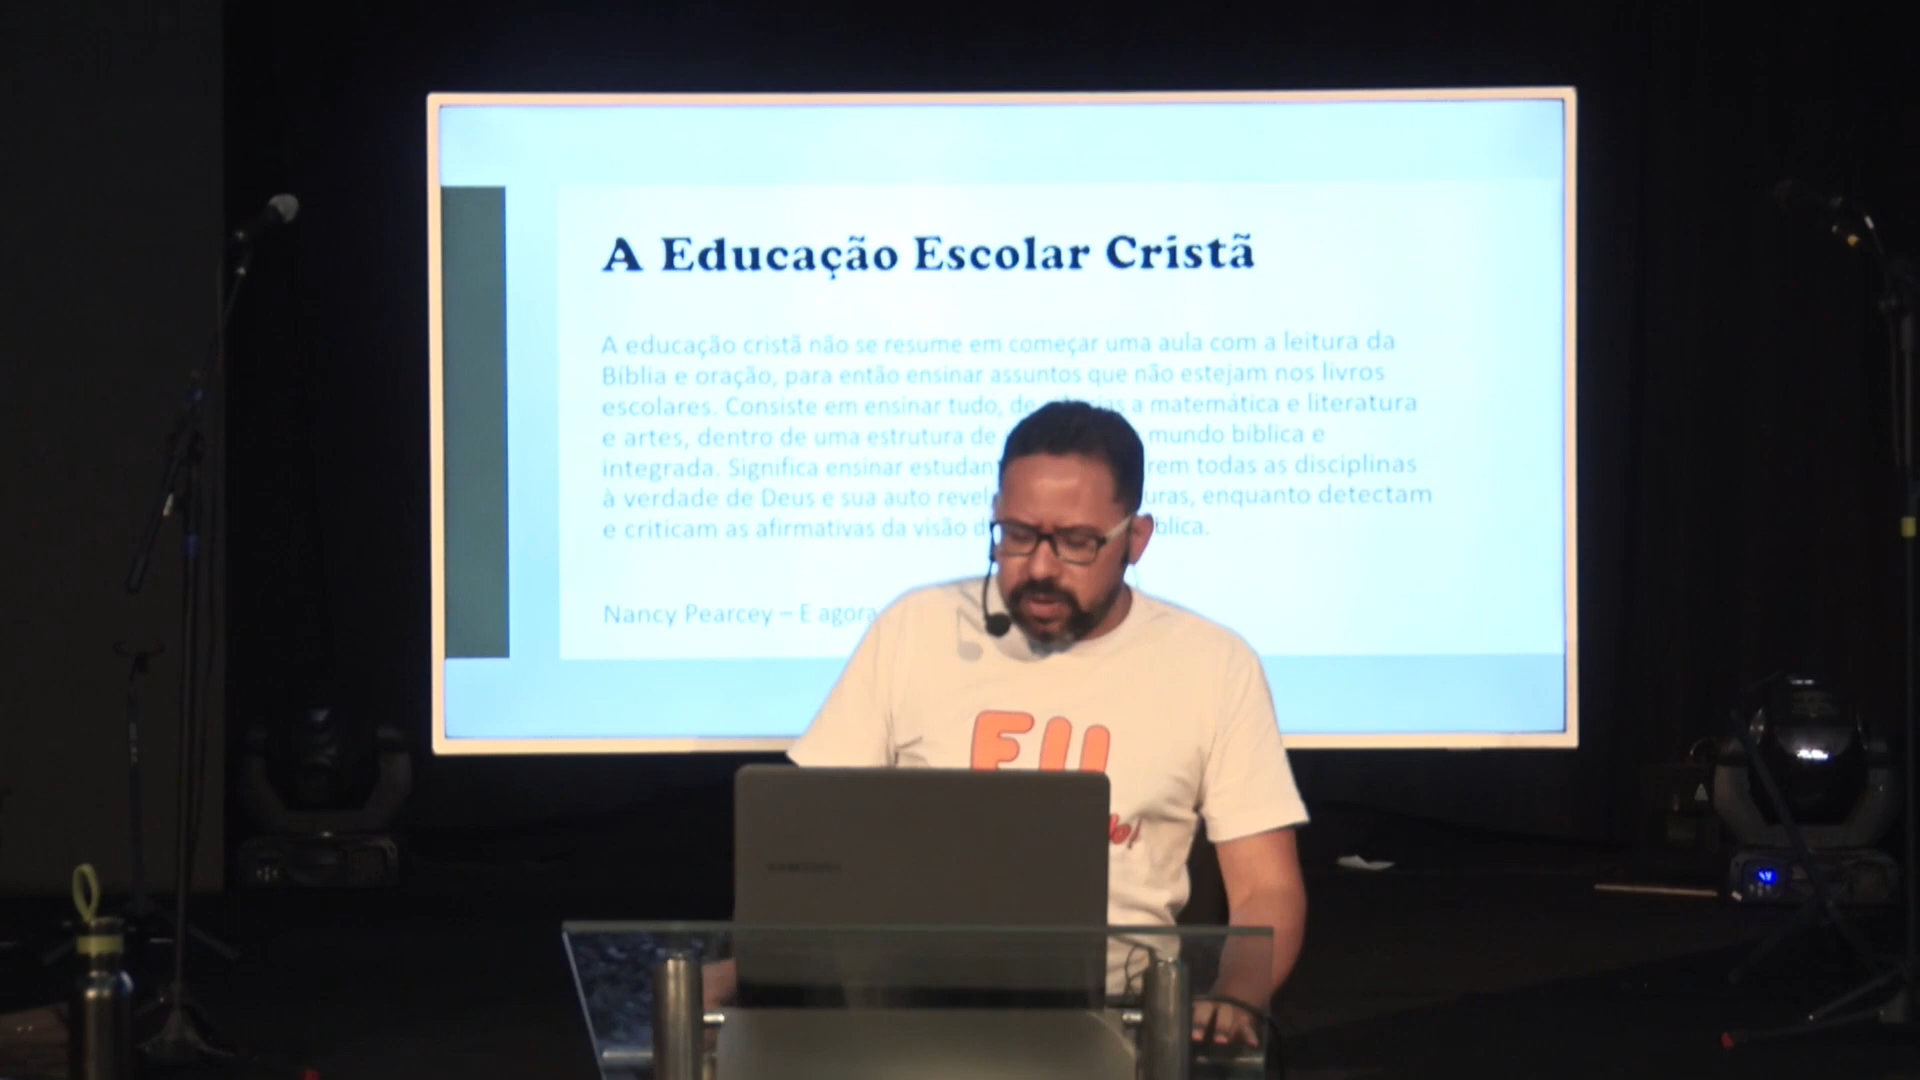 A Educação Escolar Cristã
A educação cristã não se resume em começar uma aula com a leitura da
Bíblia e oração, para então ensinar assuntos que não estejam nos livros
escolares. Consiste em ensinar tudo, de a matemática e literatura
e artes, dentro de uma estrutura de mundo bíblica e
integrada. Significa ensinar todas as disciplinas
à verdade de Deus e sua auto enquanto detectam
e criticam as afirmativas da visão
Nancy Pearcey – E agora
EU
SAMSUNG